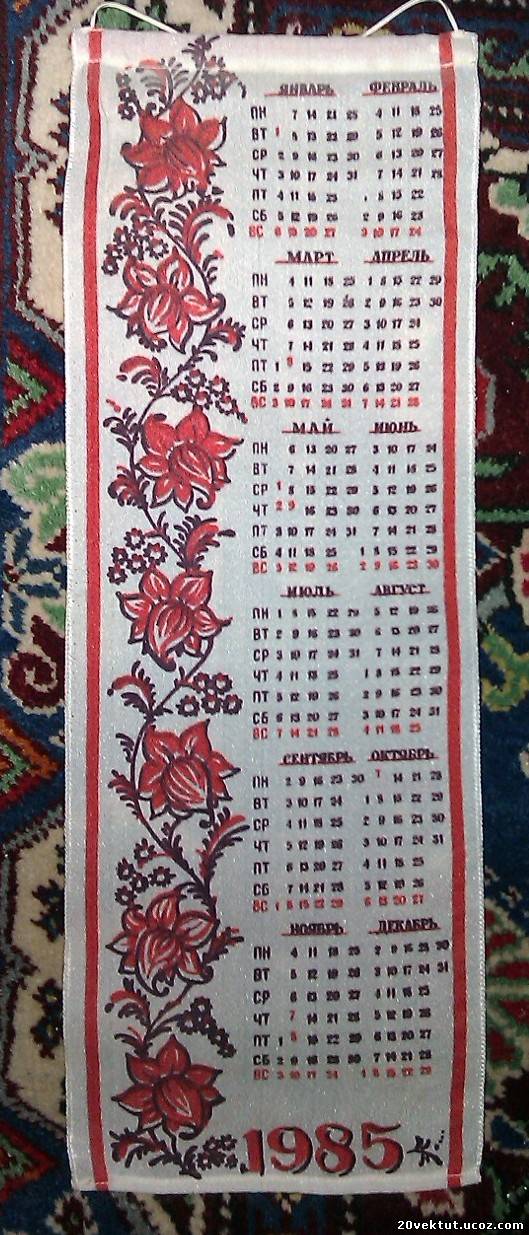 ЯНВАРЬ ФЕВРАЛЬ
ПН 7 14 21 28 4 11 18 25
ВТ 1 8 15 22 29 5 12 19 26
СР 2 9 16 23 30 6 13 20 27
ЧТ 3 10 17 24 31 7 14 21 28
ПТ 4 11 18 25 1 8 15 22
СБ 5 12 19 26 2 9 16 23
ВС 6 13 20 27 3 10 17 24
МАРТ АПРЕЛЬ
ПН 4 11 18 25 1 8 15 22 29
ВТ 5 12 19 26 2 9 16 23 30
СР 6 13 20 27 3 10 17 24
ЧТ 7 14 21 28 4 11 18 25
ПТ 1 8 15 22 29 5 12 19 26
СБ 2 9 16 23 30 6 13 20 27
ВС 3 10 17 24 31 7 14 21 28
МАЙ ИЮНЬ
ПН 6 13 20 27 3 10 17 24
ВТ 7 14 21 28 4 11 18 25
СР 1 8 15 22 29 5 12 19 26
ЧТ 2 9 16 23 30 6 13 20 27
ПТ 3 10 17 24 31 7 14 21 28
СБ 4 11 18 25 1 8 15 22 29
ВС 5 12 19 26 2 9 16 23 30
ИЮЛЬ АВГУСТ
ПН 1 8 15 22 29 5 12 19 26
ВТ 2 9 16 23 30 6 13 20 27
СР 3 10 17 24 31 7 14 21 28
ЧТ 4 11 18 25 1 8 15 22 29
ПТ 5 12 19 26 2 9 16 23 30
СБ 6 13 20 27 3 10 17 24 31
ВС 7 14 21 28 4 11 18 25
СЕНТЯБРЬ ОКТЯБРЬ
ПН 2 9 16 23 30 7 14 21 28
ВТ 3 10 17 24 1 8 15 22 29
СР 4 11 18 25 2 9 16 23 30
ЧТ 5 12 19 26 3 10 17 24 31
ПТ 6 13 20 27 4 11 18 25
СБ 7 14 21 28 5 12 19 26
ВС 1 8 15 22 29 6 13 20 27
НОЯБРЬ ДЕКАБРЬ
ПН 4 11 18 25 2 9 16 23 30
ВТ 5 12 19 26 3 10 17 24 31
СР 6 13 20 27 4 11 18 25
ЧТ 7 14 21 28 5 12 19 26
ПТ 1 8 15 22 29 6 13 20 27
СБ 2 9 16 23 30 7 14 21 28
ВС 3 10 17 24 1 8 15 22 29
1985
20vektut.ucoz.com